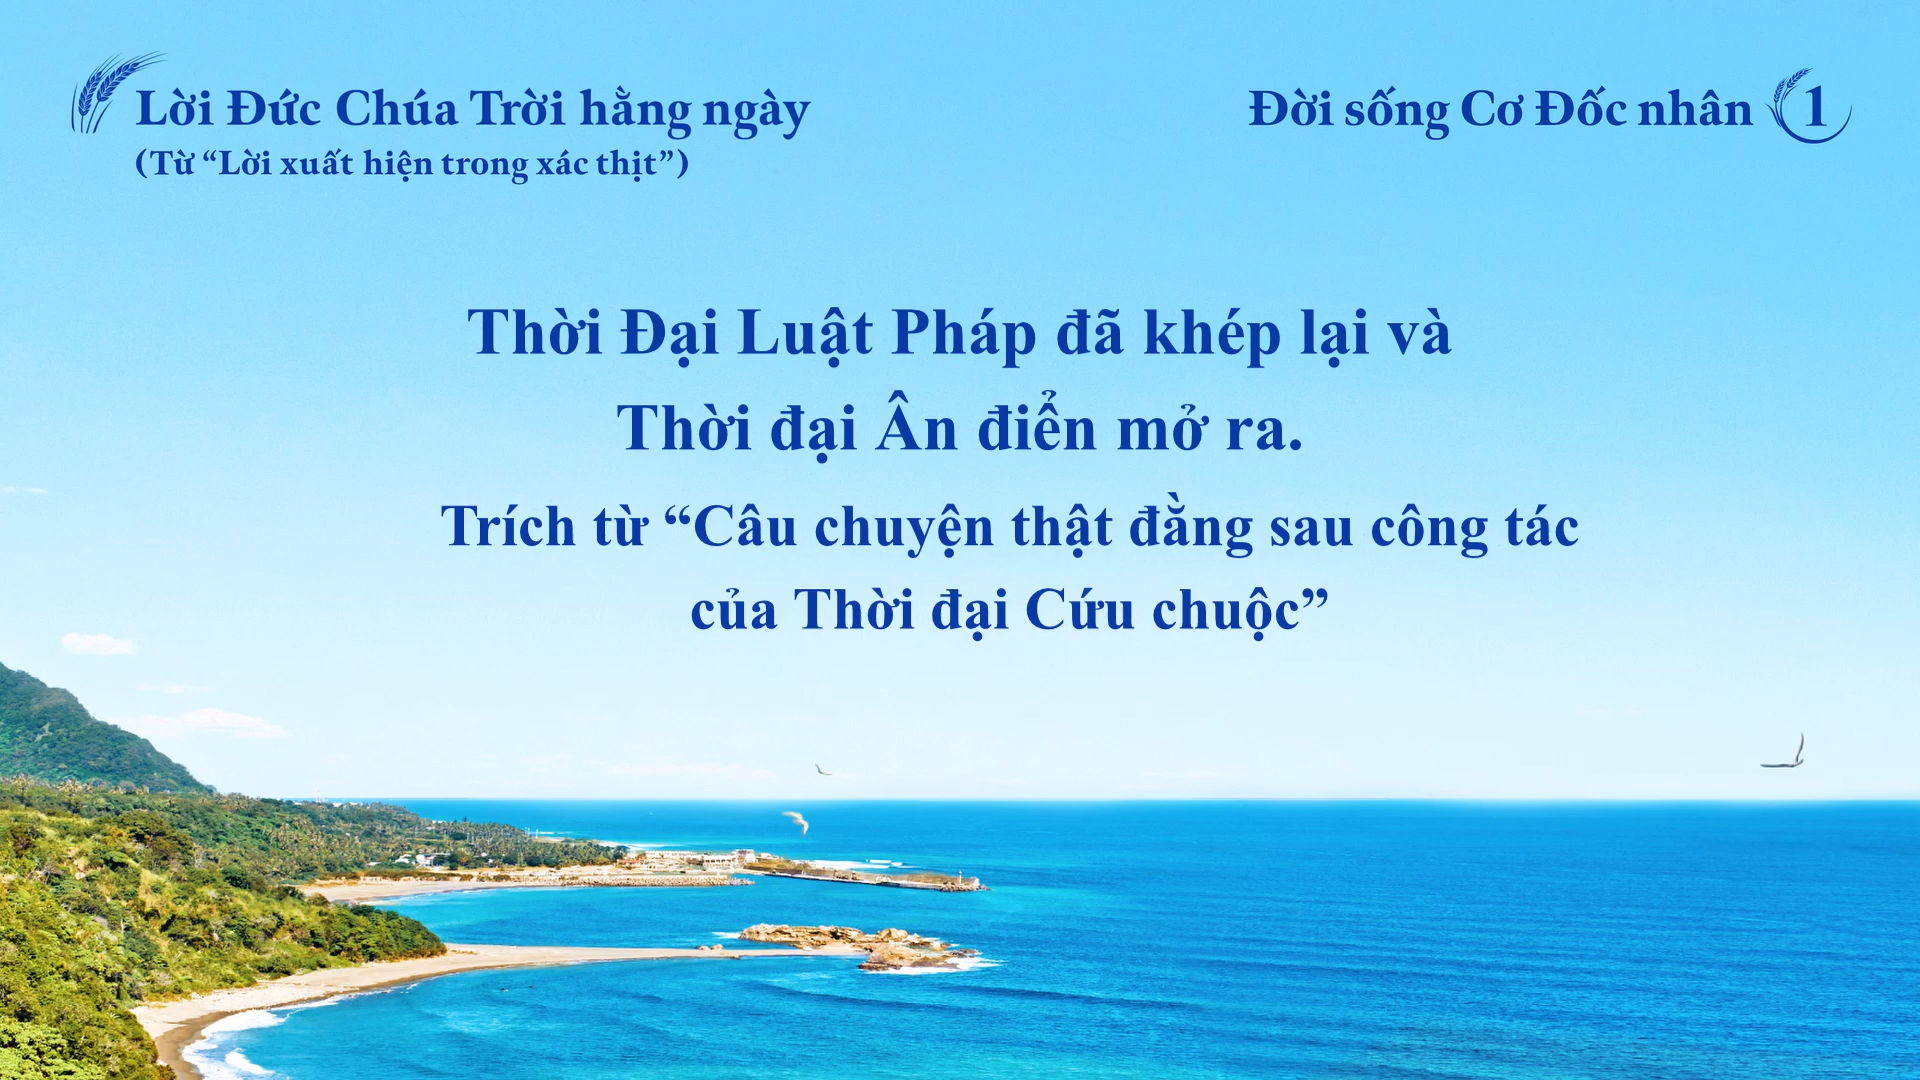 Lời Đức Chúa Trời hằng ngày
(Từ “Lời xuất hiện trong xác thịt”)
Đời sống Cơ Đốc nhân 1
Thời Đại Luật Pháp đã khép lại và
Thời đại Ân điển mở ra.
Trích từ “Câu chuyện thật đằng sau công tác
của Thời đại Cứu chuộc”